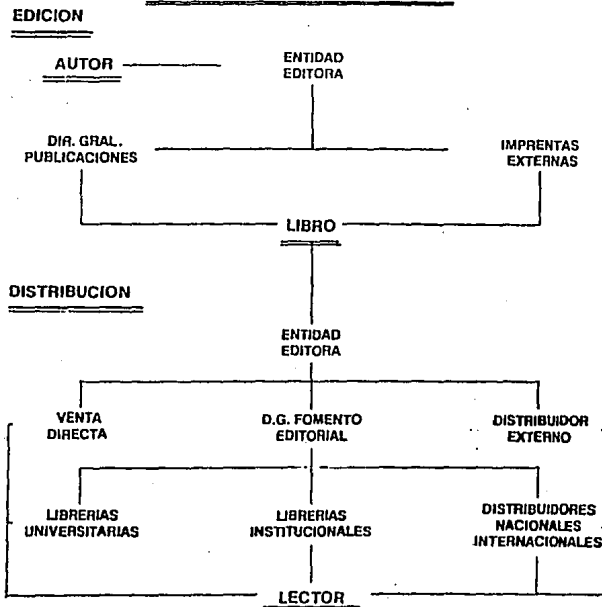 EDICION
AUTOR
ENTIDAD
EDITORA
DIR. GRAL.
PUBLICACIONES
IMPRENTAS
EXTERNAS
LIBRO
DISTRIBUCION
ENTIDAD
EDITORA
VENTA
DIRECTA
D.G. FOMENTO
EDITORIAL
DISTRIBUIDOR
EXTERNO
LIBRERIAS
UNIVERSITARIAS
LIBRERIAS
INSTITUCIONALES
DISTRIBUIDORES
NACIONALES
INTERNACIONALES
LECTOR